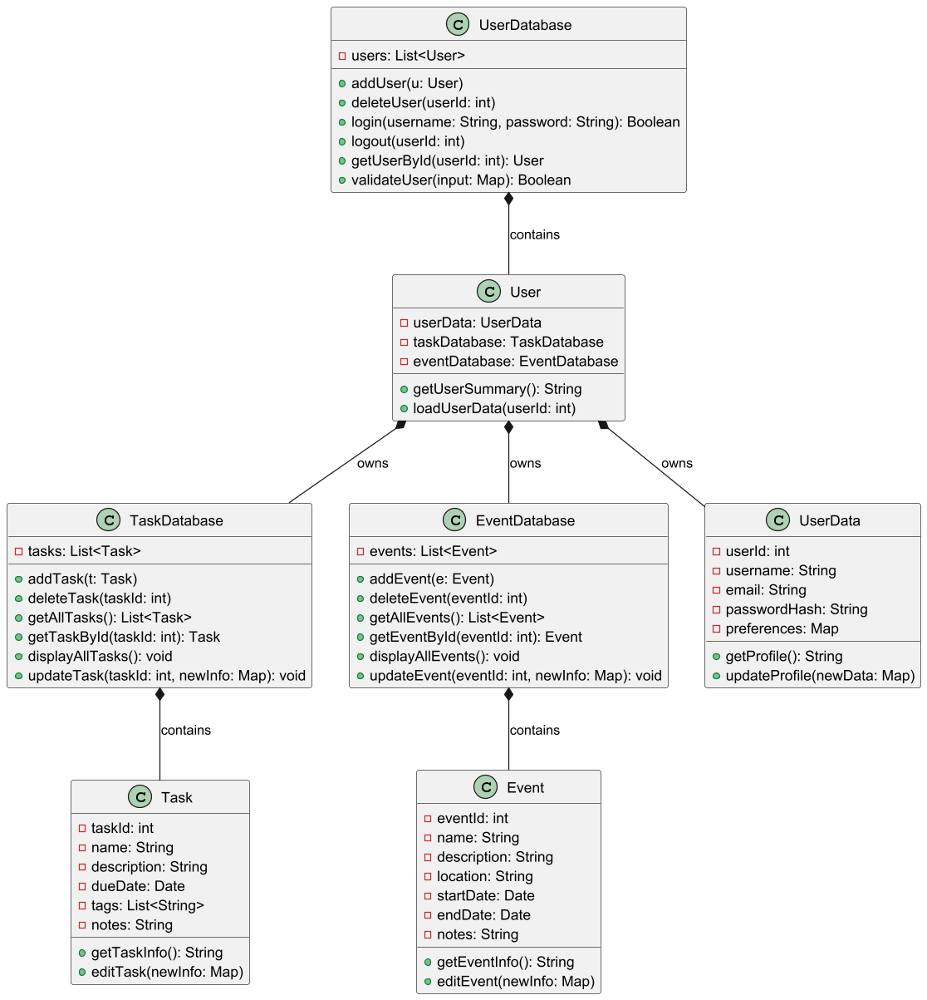 C UserDatabase
users: List<User>
addUser(u: User)
deleteUser(userId: int)
login(username: String, password: String): Boolean
logout(userId: int)
getUserById(userId: int): User
validateUser(input: Map): Boolean
contains
C User
userData: UserData
taskDatabase: TaskDatabase
eventDatabase: EventDatabase
getUserSummary(): String
loadUserData(userId: int)
owns
owns
owns
C TaskDatabase
tasks: List<Task>
addTask(t: Task)
deleteTask(taskId: int)
getAllTasks(): List<Task>
getTaskById(taskId: int): Task
displayAllTasks(): void
updateTask(taskId: int, newInfo: Map): void
C EventDatabase
events: List<Event>
addEvent(e: Event)
deleteEvent(eventId: int)
getAllEvents(): List<Event>
getEventById(eventId: int): Event
displayAllEvents(): void
updateEvent(eventId: int, newInfo: Map): void
C UserData
userId: int
username: String
email: String
passwordHash: String
preferences: Map
getProfile(): String
updateProfile(newData: Map)
contains
contains
C Task
taskId: int
name: String
description: String
dueDate: Date
tags: List<String>
notes: String
getTaskInfo(): String
editTask(newInfo: Map)
C Event
eventId: int
name: String
description: String
location: String
startDate: Date
endDate: Date
notes: String
getEventInfo(): String
editEvent(newInfo: Map)